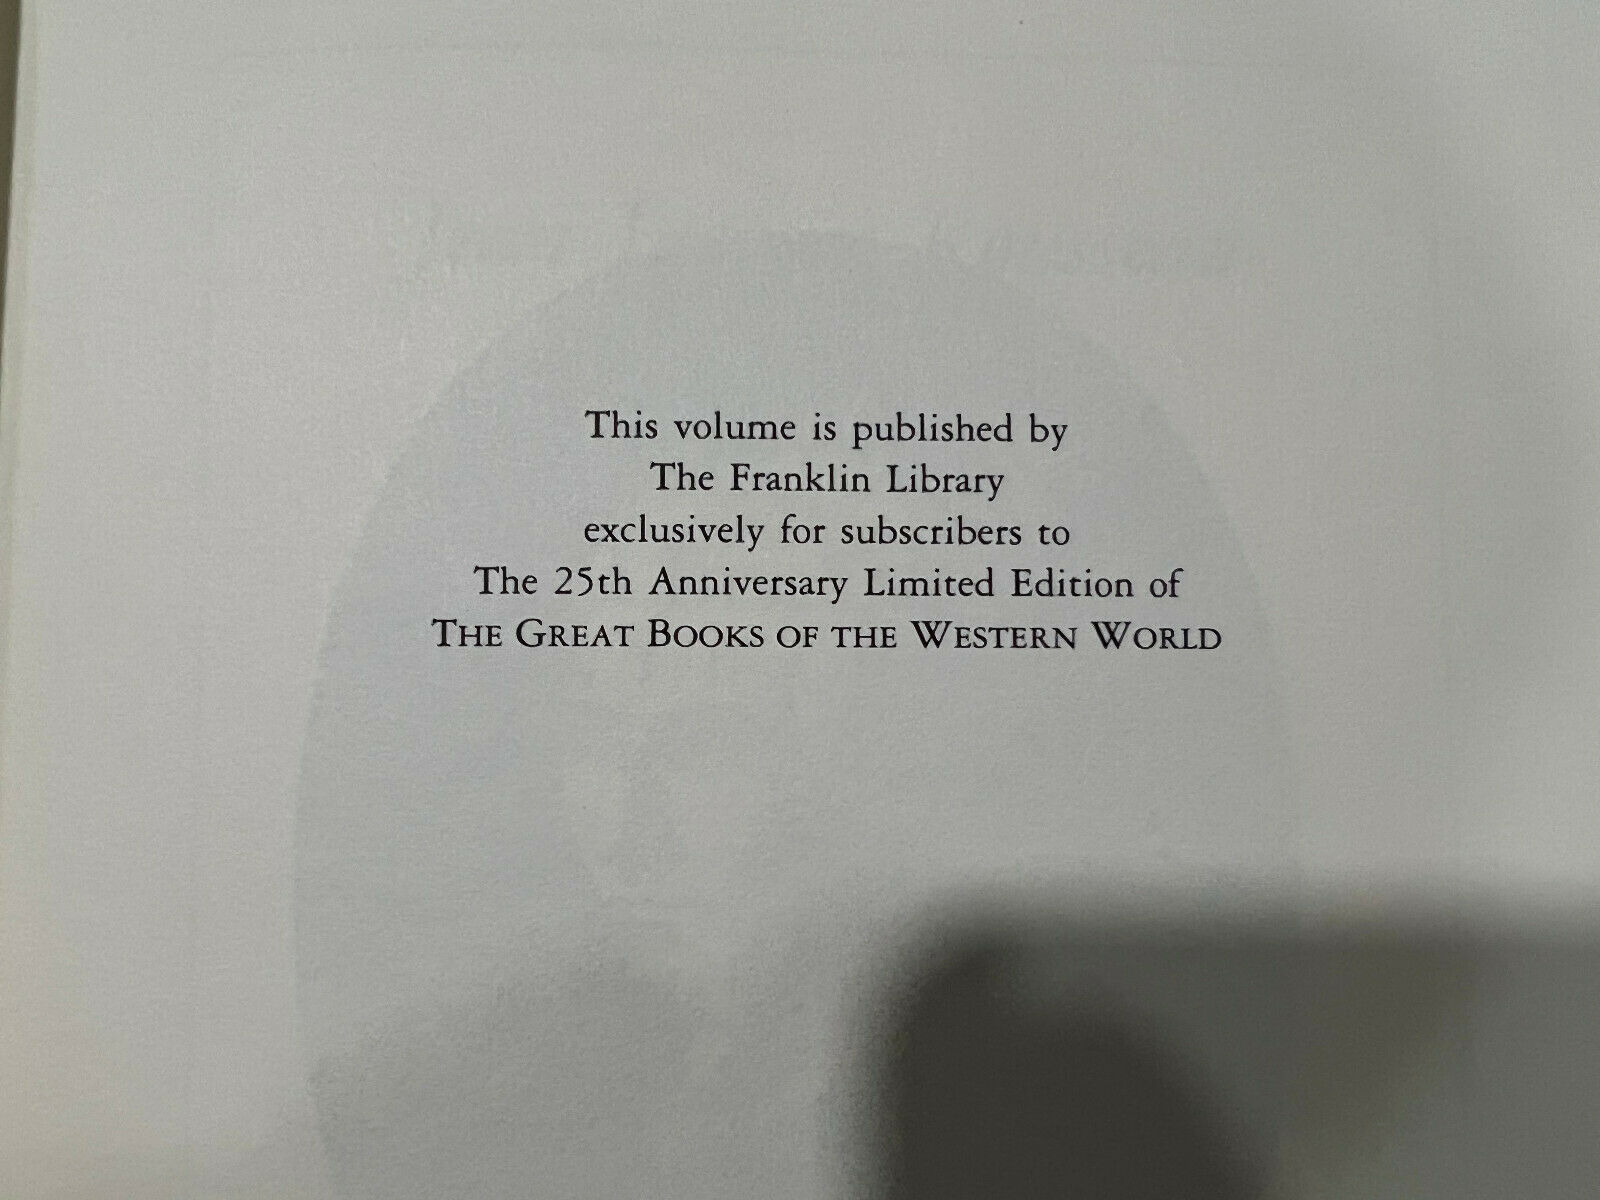 This volume is published by
The Franklin Library
exclusively for subscribers to
The 25th Anniversary Limited Edition of
THE GREAT BOOKS OF THE WESTERN WORLD